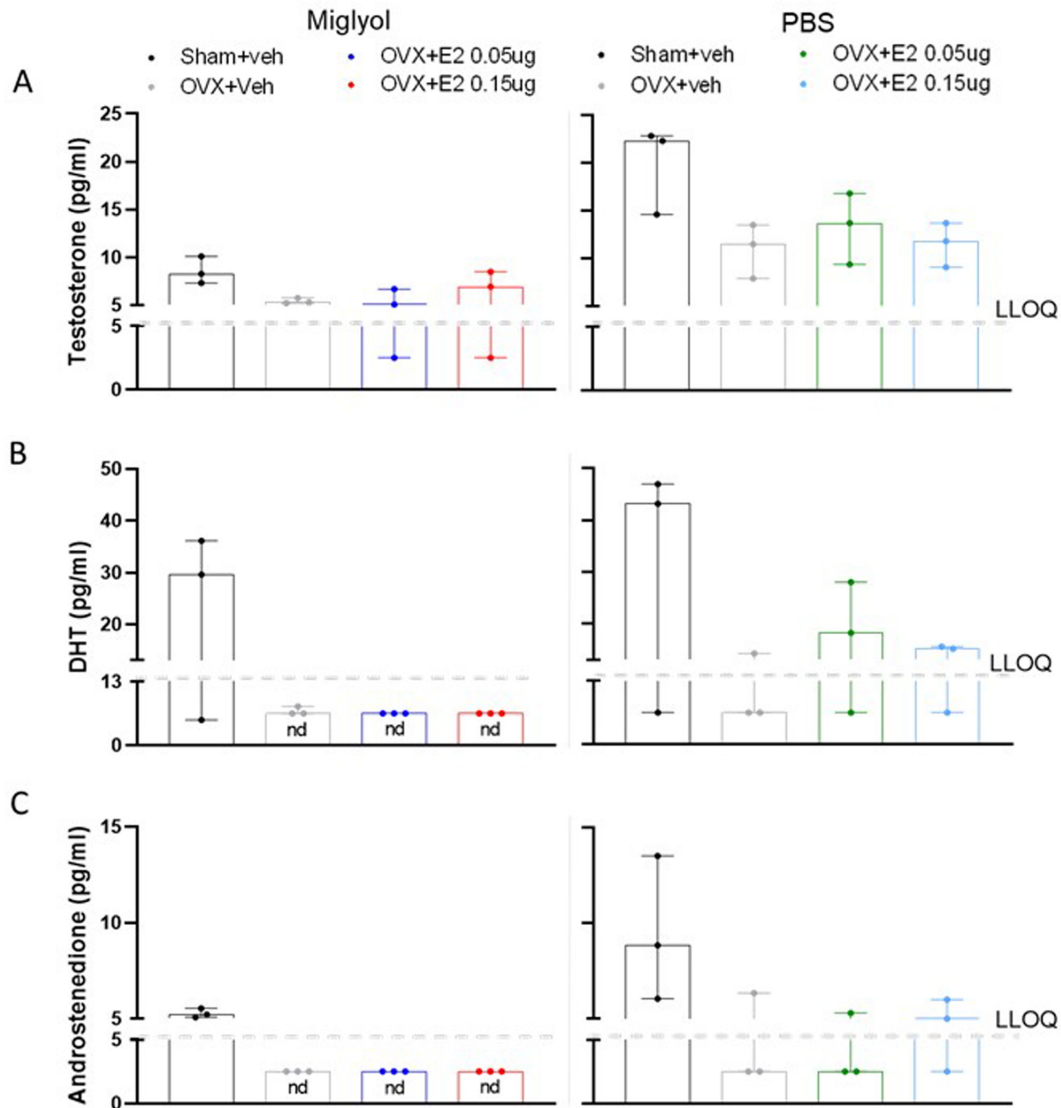 Miglyol
PBS
Sham+veh
OVX+E2 0.05ug
OVX+Veh
OVX+E2 0.15ug
Sham+veh
OVX+E2 0.05ug
OVX+veh
OVX+E2 0.15ug
A
Testosterone (pg/ml)
25
20
15
10
5
5
0
LLOQ
B
DHT (pg/ml)
50
40
30
20
13
0
nd
nd
nd
LLOQ
C
Androstenedione (pg/ml)
15
10
5
5
0
nd
nd
nd
LLOQ